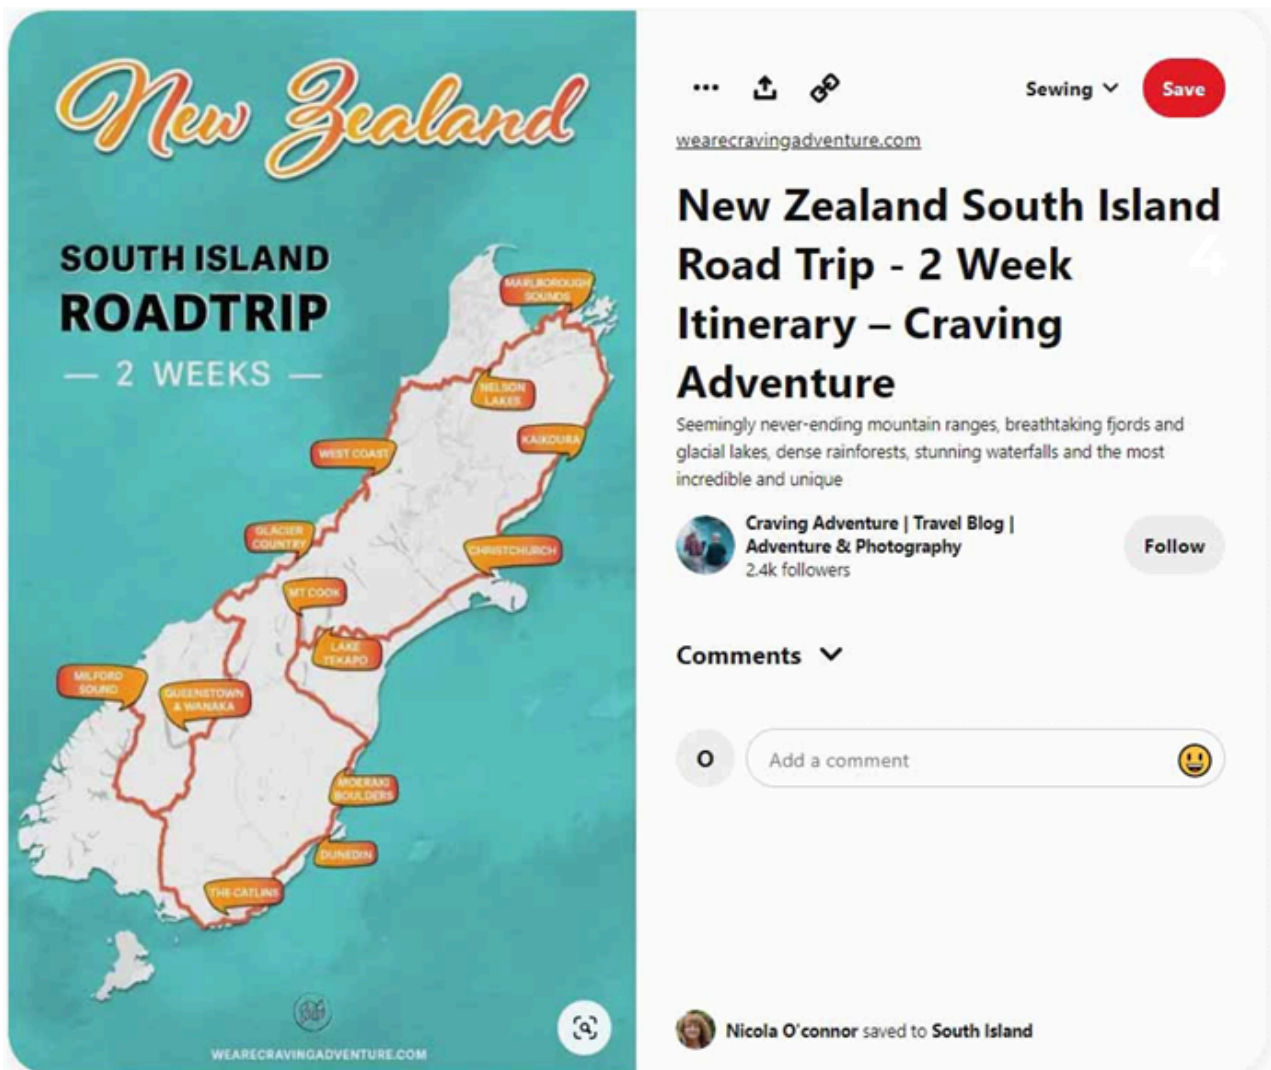 New Zealand
SOUTH ISLAND
ROADTRIP
— 2 WEEKS —
MARLBOROUGH
SOUNDS
NELSON
LAKES
KAIKOURA
WEST COAST
GLACIER
COUNTRY
CHRISTCHURCH
MT COOK
LAKE
TEKAPO
MILFORD
SOUND
QUEENSTOWN
& WANAKA
MOERAKI
BOULDERS
DUNEDIN
THE CATLINS
WEARECRAVINGADVENTURE.COM
Sewing
Save
wearecravingadventure.com
New Zealand South Island
Road Trip - 2 Week
4
Itinerary – Craving
Adventure
Seemingly never-ending mountain ranges, breathtaking fjords and
glacial lakes, dense rainforests, stunning waterfalls and the most
incredible and unique
Craving Adventure | Travel Blog |
Adventure & Photography
2.4k followers
Follow
Comments
O
Add a comment
Nicola O'connor saved to South Island